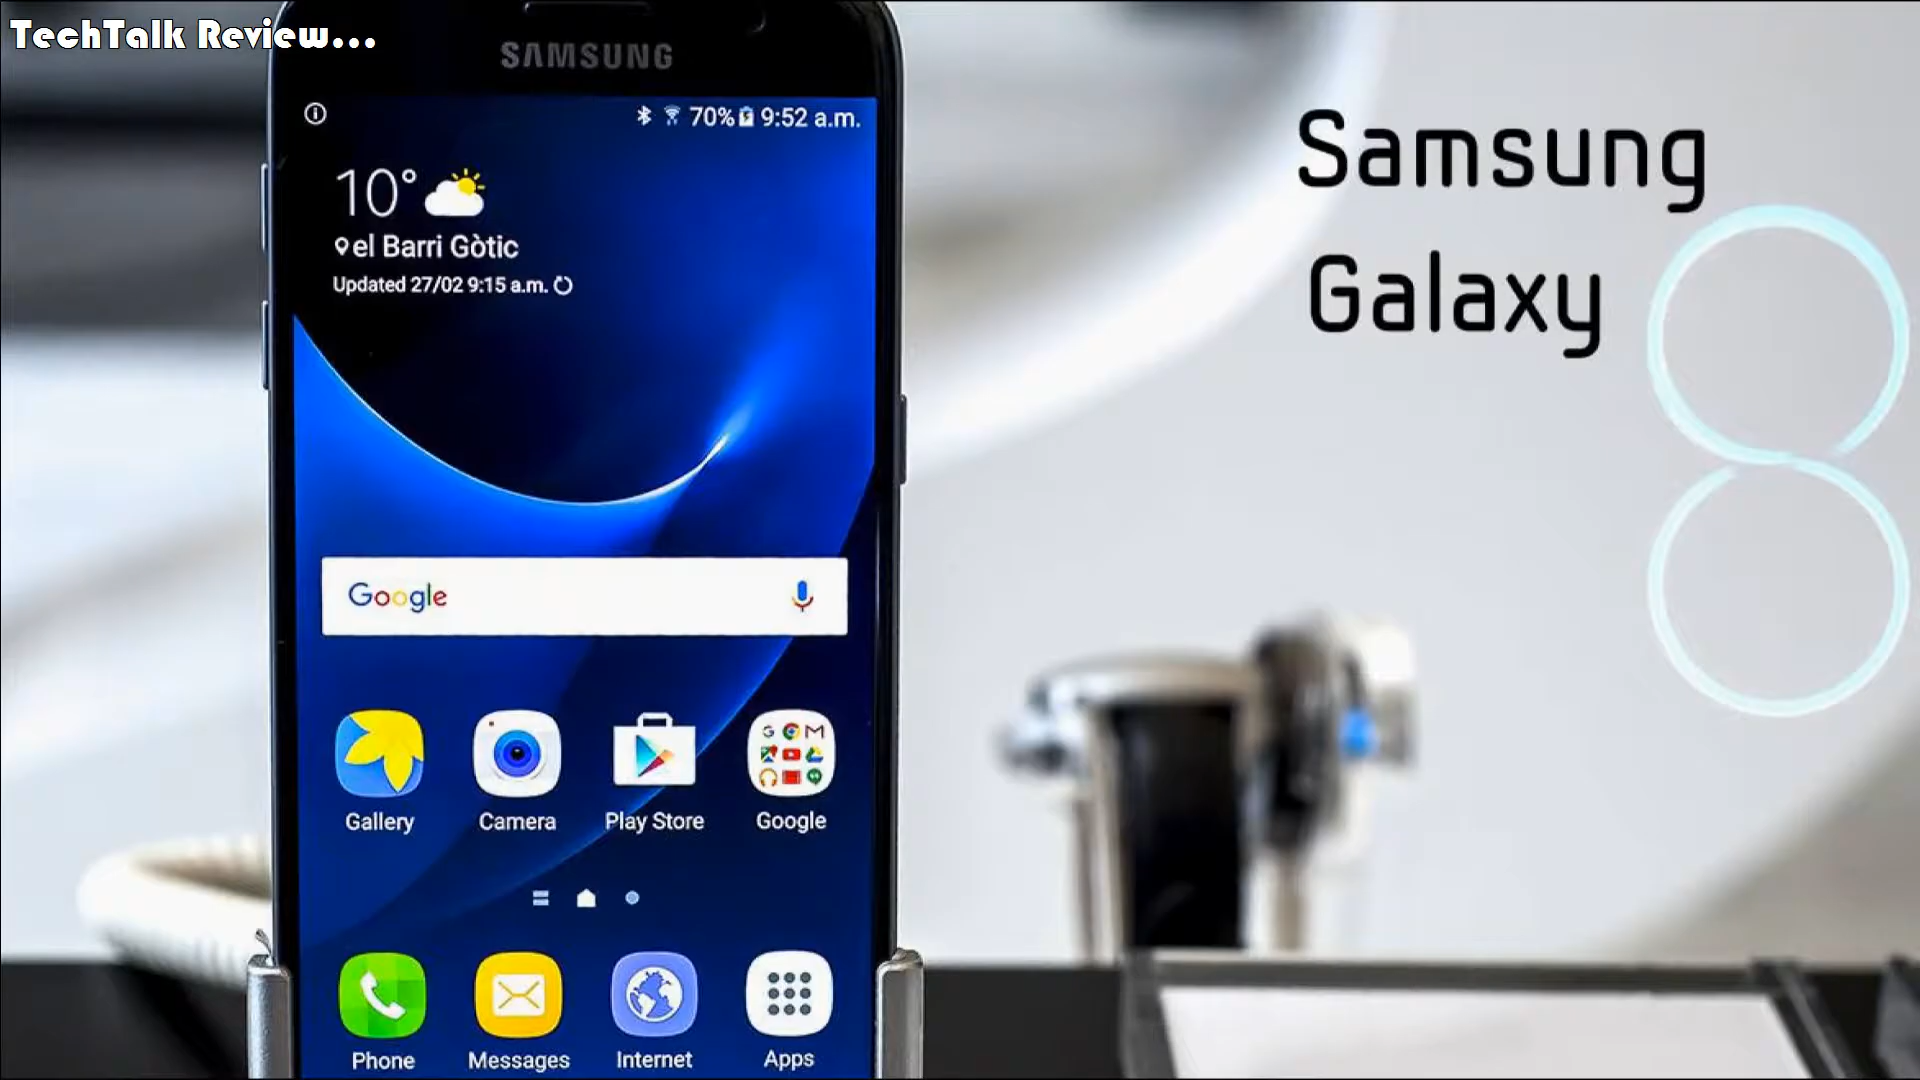 TechTalk Review...
SAMSUNG
70% 9:52 a.m.
10°
el Barri Gòtic
Updated 27/02 9:15 a.m.
Google
Gallery Camera Play Store Google
Phone Messages Internet Apps
Samsung
Galaxy 8